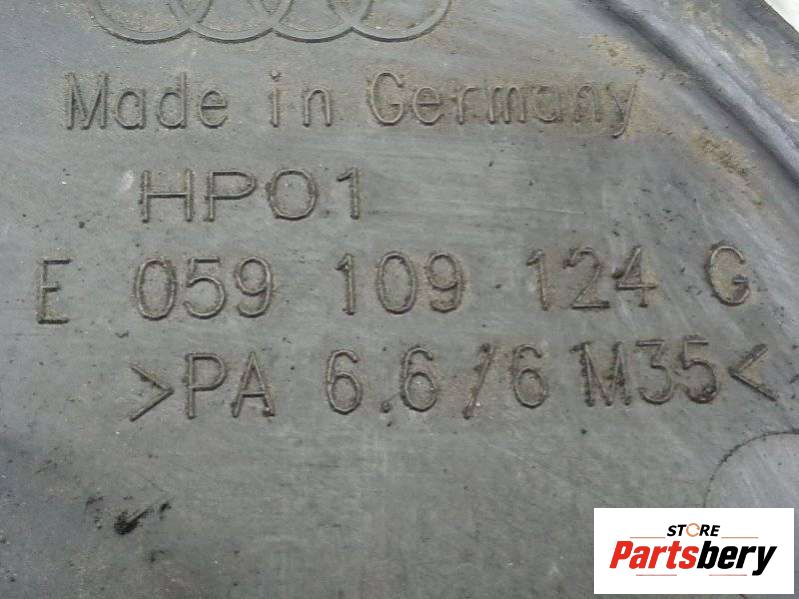 Made in Germany
HP01
E 059 109 124 G
>PA 6.6/6 M35<
STORE
Partsbery